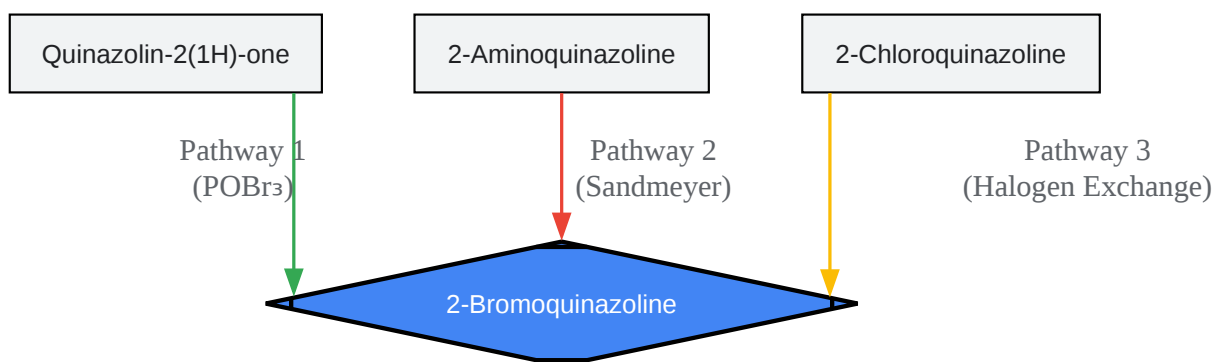 Quinazolin-2(1H)-one
2-Aminoquinazoline
2-Chloroquinazoline
Pathway 1
(POBr₃)
Pathway 2
(Sandmeyer)
Pathway 3
(Halogen Exchange)
2-Bromoquinazoline